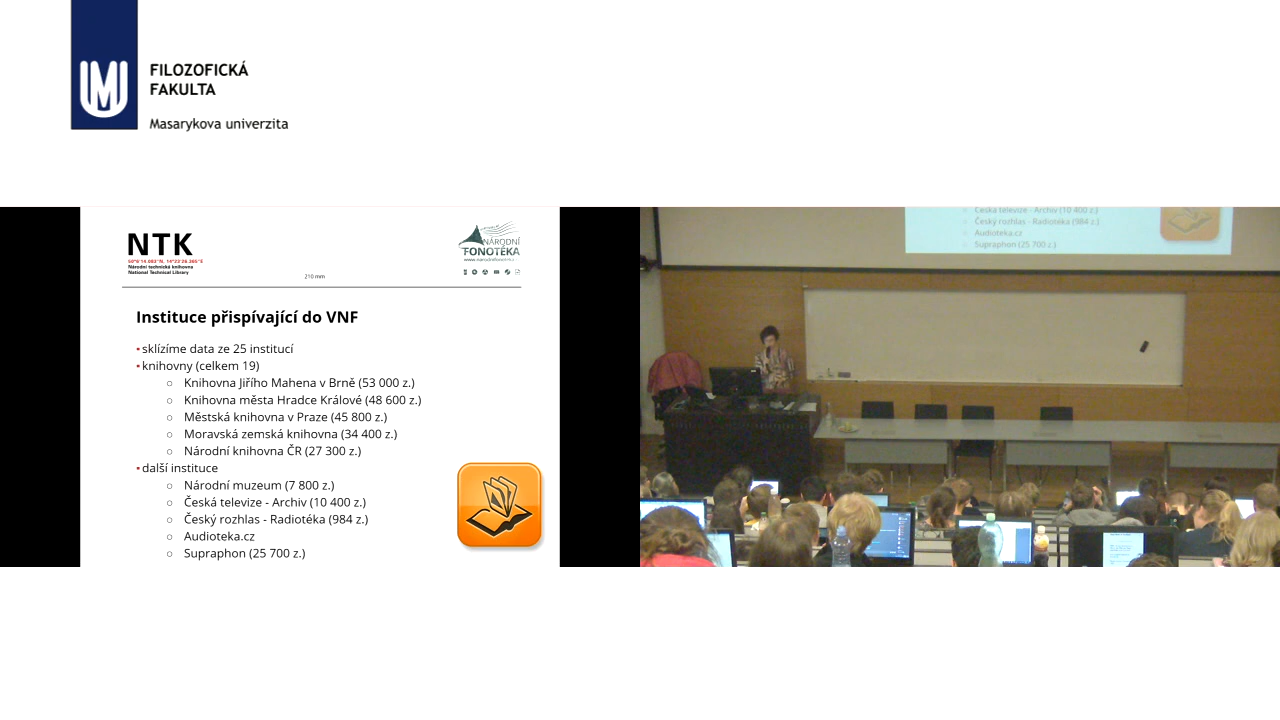 FILOZOFICKÁ
FAKULTA
Masarykova univerzita
NTK
Národní technická knihovna
National Technical Library
NÁRODNÍ
FONOTÉKA
210 mm
Instituce přispívající do VNF
▪ sklízíme data ze 25 institucí
▪ knihovny (celkem 19)
○ Knihovna Jiřího Mahena v Brně (53 000 z.)
○ Knihovna města Hradce Králové (48 600 z.)
○ Městská knihovna v Praze (45 800 z.)
○ Moravská zemská knihovna (34 400 z.)
○ Národní knihovna ČR (27 300 z.)
▪ další instituce
○ Národní muzeum (7 800 z.)
○ Česká televize - Archiv (10 400 z.)
○ Český rozhlas - Radiotéka (984 z.)
○ Audioteka.cz
○ Supraphon (25 700 z.)
○ Česká televize - Archiv (10 400 z.)
○ Český rozhlas - Radiotéka (984 z.)
○ Audioteka.cz
○ Supraphon (25 700 z.)